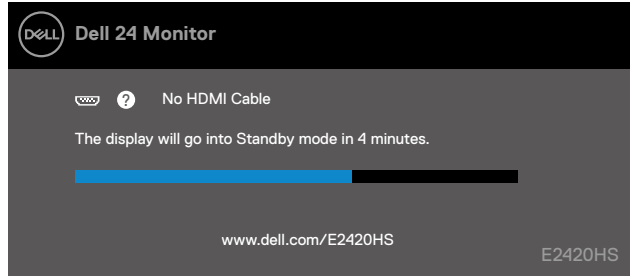 DELL Dell 24 Monitor
? No HDMI Cable
The display will go into Standby mode in 4 minutes.
www.dell.com/E2420HS
E2420HS